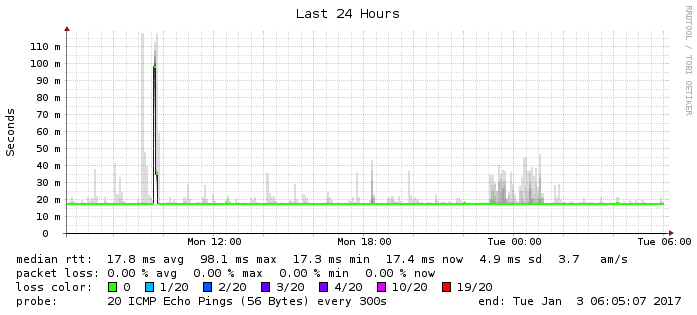 Last 24 Hours
RRDTOOL / TOBI OETIKER
Seconds
110 m
100 m
90 m
80 m
70 m
60 m
50 m
40 m
30 m
20 m
10 m
0
Mon 12:00 Mon 18:00 Tue 00:00 Tue 06:00
median rtt: 17.8 ms avg 98.1 ms max 17.3 ms min 17.4 ms now 4.9 ms sd 3.7 am/s
packet loss: 0.00 % avg 0.00 % max 0.00 % min 0.00 % now
loss color: 0 1/20 2/20 3/20 4/20 10/20 19/20
probe: 20 ICMP Echo Pings (56 Bytes) every 300s end: Tue Jan 3 06:05:07 2017